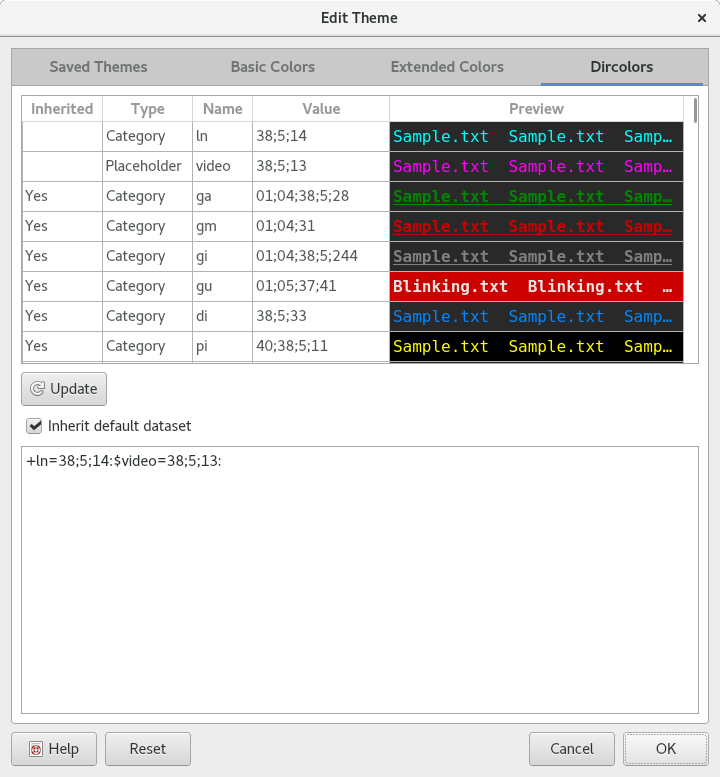 Edit Theme
Saved Themes Basic Colors Extended Colors Dircolors
Inherited Type Name Value Preview
Category ln 38;5;14 Sample.txt Sample.txt Samp…
Placeholder video 38;5;13 Sample.txt Sample.txt Samp…
Yes Category ga 01;04;38;5;28 Sample.txt Sample.txt Samp…
Yes Category gm 01;04;31 Sample.txt Sample.txt Samp…
Yes Category gi 01;04;38;5;244 Sample.txt Sample.txt Samp…
Yes Category gu 01;05;37;41 Blinking.txt Blinking.txt …
Yes Category di 38;5;33 Sample.txt Sample.txt Samp…
Yes Category pi 40;38;5;11 Sample.txt Sample.txt Samp…
Update
Inherit default dataset
+ln=38;5;14:$video=38;5;13:
Help Reset Cancel OK